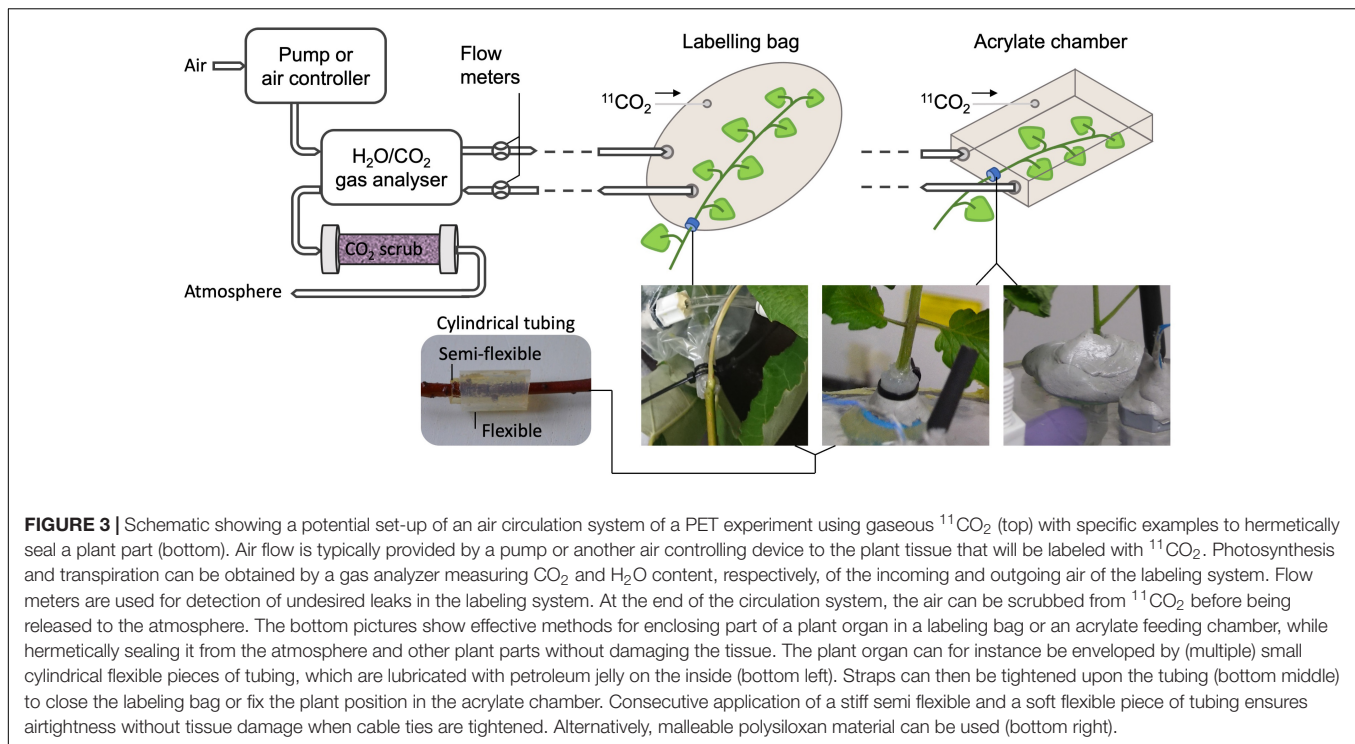 Air
Pump or
air controller
Flow
meters
H₂O/CO₂
gas analyser
CO₂ scrub
Atmosphere
Labelling bag
¹¹CO₂
Acrylate chamber
¹¹CO₂
Cylindrical tubing
Semi-flexible
Flexible
FIGURE 3 | Schematic showing a potential set-up of an air circulation system of a PET experiment using gaseous ¹¹CO₂ (top) with specific examples to hermetically
seal a plant part (bottom). Air flow is typically provided by a pump or another air controlling device to the plant tissue that will be labeled with ¹¹CO₂. Photosynthesis
and transpiration can be obtained by a gas analyzer measuring CO₂ and H₂O content, respectively, of the incoming and outgoing air of the labeling system. Flow
meters are used for detection of undesired leaks in the labeling system. At the end of the circulation system, the air can be scrubbed from ¹¹CO₂ before being
released to the atmosphere. The bottom pictures show effective methods for enclosing part of a plant organ in a labeling bag or an acrylate feeding chamber, while
hermetically sealing it from the atmosphere and other plant parts without damaging the tissue. The plant organ can for instance be enveloped by (multiple) small
cylindrical flexible pieces of tubing, which are lubricated with petroleum jelly on the inside (bottom left). Straps can then be tightened upon the tubing (bottom middle)
to close the labeling bag or fix the plant position in the acrylate chamber. Consecutive application of a stiff semi flexible and a soft flexible piece of tubing ensures
airtightness without tissue damage when cable ties are tightened. Alternatively, malleable polysiloxan material can be used (bottom right).